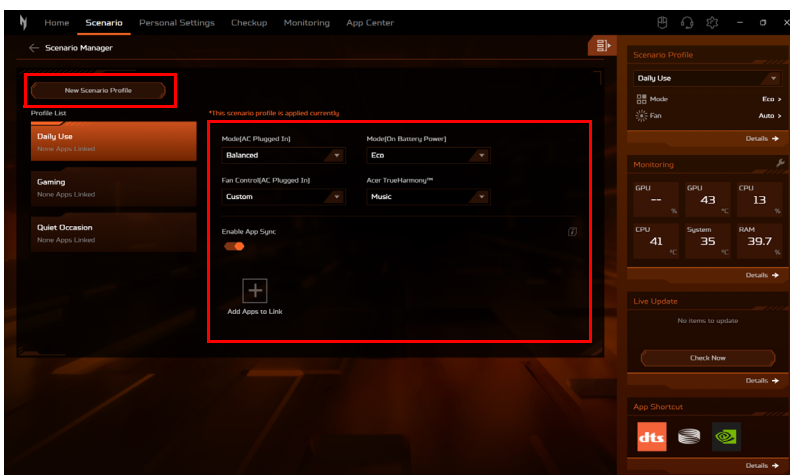 Home Scenario Personal Settings Checkup Monitoring App Center
Scenario Manager
New Scenario Profile
Profile List
Daily Use
None Apps Linked
Gaming
None Apps Linked
Quiet Occasion
None Apps Linked
*This scenario profile is applied currently
Mode(AC Plugged In) Mode(On Battery Power)
Balanced Eco
Fan Control(AC Plugged In) Acer TrueHarmony™
Custom Music
Enable App Sync
Add Apps to Link
Scenario Profile
Daily Use
Mode Eco >
Fan Auto >
Details
Monitoring
GPU GPU CPU
-- 43 13
% °C %
CPU System RAM
41 35 39.7
°C °C %
Details
Live Update
No items to update
Check Now
Details
App Shortcut
dts
Details